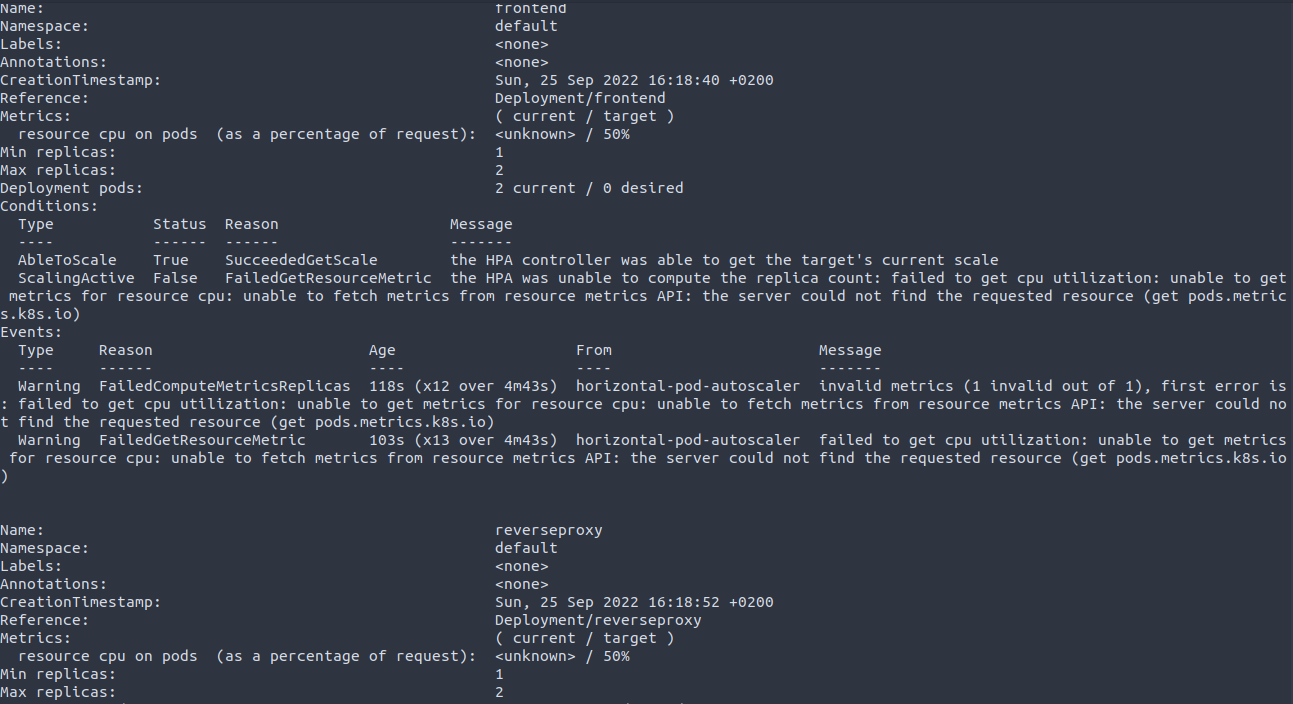 Name:                                                  frontend
Namespace:                                             default
Labels:                                                <none>
Annotations:                                           <none>
CreationTimestamp:                                     Sun, 25 Sep 2022 16:18:40 +0200
Reference:                                             Deployment/frontend
Metrics:                                               ( current / target )
  resource cpu on pods  (as a percentage of request):  <unknown> / 50%
Min replicas:                                          1
Max replicas:                                          2
Deployment pods:                                       2 current / 0 desired
Conditions:
  Type           Status  Reason                   Message
  ----           ------  ------                   -------
  AbleToScale    True    SucceededGetScale        the HPA controller was able to get the target's current scale
  ScalingActive  False   FailedGetResourceMetric  the HPA was unable to compute the replica count: failed to get cpu utilization: unable to get
 metrics for resource cpu: unable to fetch metrics from resource metrics API: the server could not find the requested resource (get pods.metric
s.k8s.io)
Events:
  Type     Reason                        Age                    From                       Message
  ----     ------                        ----                   ----                       -------
  Warning  FailedComputeMetricsReplicas  118s (x12 over 4m43s)  horizontal-pod-autoscaler  invalid metrics (1 invalid out of 1), first error is
: failed to get cpu utilization: unable to get metrics for resource cpu: unable to fetch metrics from resource metrics API: the server could no
t find the requested resource (get pods.metrics.k8s.io)
  Warning  FailedGetResourceMetric       103s (x13 over 4m43s)  horizontal-pod-autoscaler  failed to get cpu utilization: unable to get metrics
 for resource cpu: unable to fetch metrics from resource metrics API: the server could not find the requested resource (get pods.metrics.k8s.io
)
Name:                                                  reverseproxy
Namespace:                                             default
Labels:                                                <none>
Annotations:                                           <none>
CreationTimestamp:                                     Sun, 25 Sep 2022 16:18:52 +0200
Reference:                                             Deployment/reverseproxy
Metrics:                                               ( current / target )
  resource cpu on pods  (as a percentage of request):  <unknown> / 50%
Min replicas:                                          1
Max replicas:                                          2